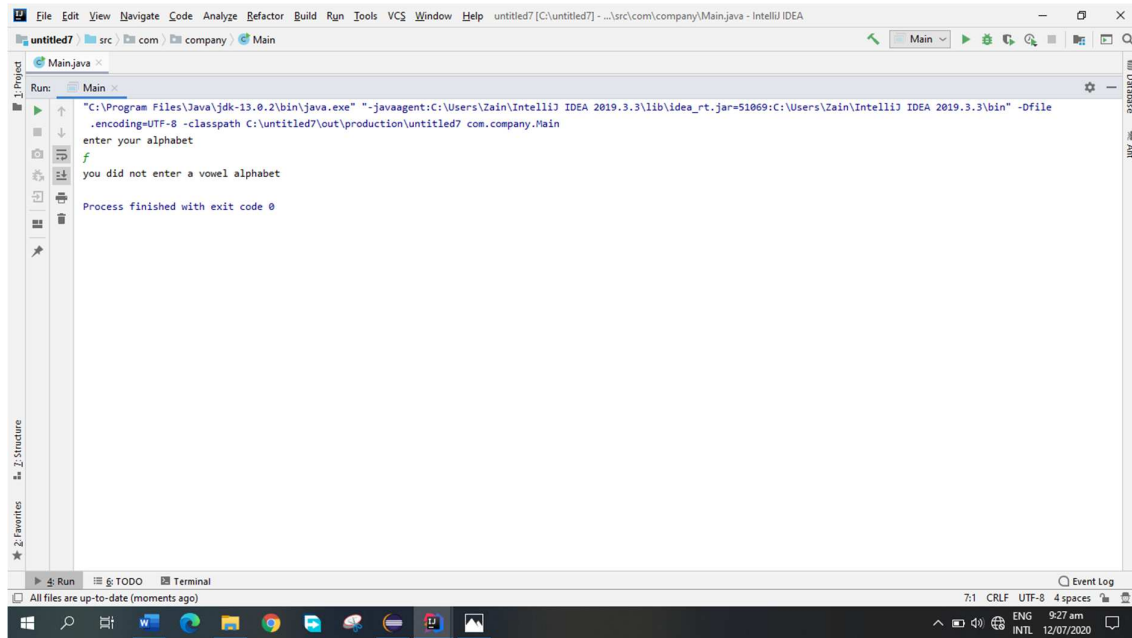 File Edit View Navigate Code Analyze Refactor Build Run Tools VCS Window Help untitled7 [C:\untitled7] - ...\src\com\company\Main.java - IntelliJ IDEA
untitled7 src com company Main Main
Main.java
Run: Main
"C:\Program Files\Java\jdk-13.0.2\bin\java.exe" "-javaagent:C:\Users\Zain\IntelliJ IDEA 2019.3.3\lib\idea_rt.jar=51069:C:\Users\Zain\IntelliJ IDEA 2019.3.3\bin" -Dfile
.encoding=UTF-8 -classpath C:\untitled7\out\production\untitled7 com.company.Main
enter your alphabet
f
you did not enter a vowel alphabet
Process finished with exit code 0
1: Project
7: Structure
2: Favorites
Database
Ant
4: Run 6: TODO Terminal Event Log
All files are up-to-date (moments ago) 7:1 CRLF UTF-8 4 spaces
ENG 9:27 am
INTL 12/07/2020